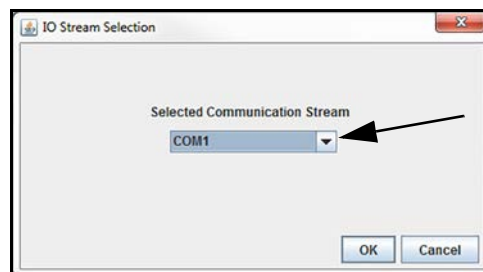 IO Stream Selection
Selected Communication Stream
COM1
OK
Cancel